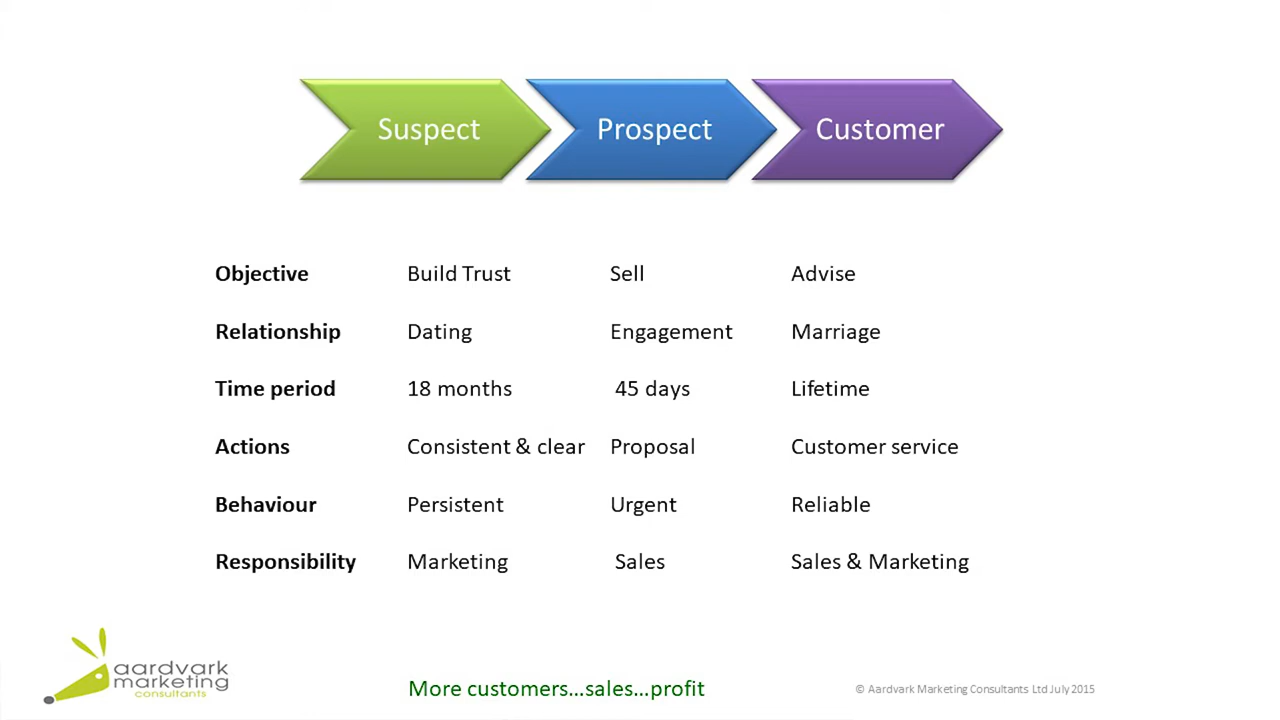 Suspect Prospect Customer
Objective Build Trust Sell Advise
Relationship Dating Engagement Marriage
Time period 18 months 45 days Lifetime
Actions Consistent & clear Proposal Customer service
Behaviour Persistent Urgent Reliable
Responsibility Marketing Sales Sales & Marketing
aardvark
marketing
consultants
More customers...sales...profit
© Aardvark Marketing Consultants Ltd July 2015